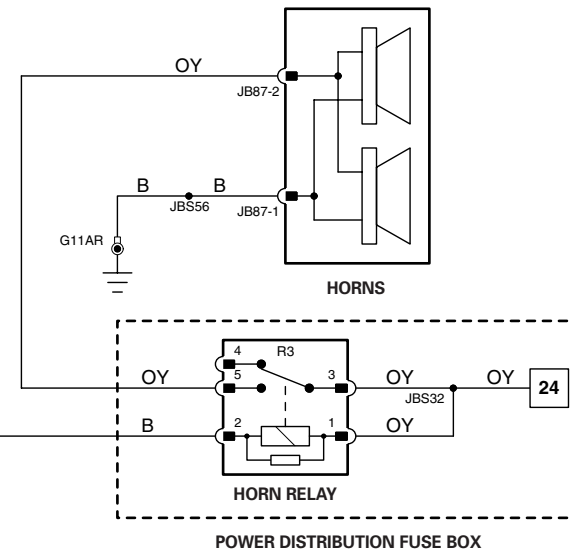 OY
JB87-2
B
B
JBS56
JB87-1
G11AR
HORNS
4
R3
OY
5
3
OY
OY
24
JBS32
B
2
1
OY
HORN RELAY
POWER DISTRIBUTION FUSE BOX